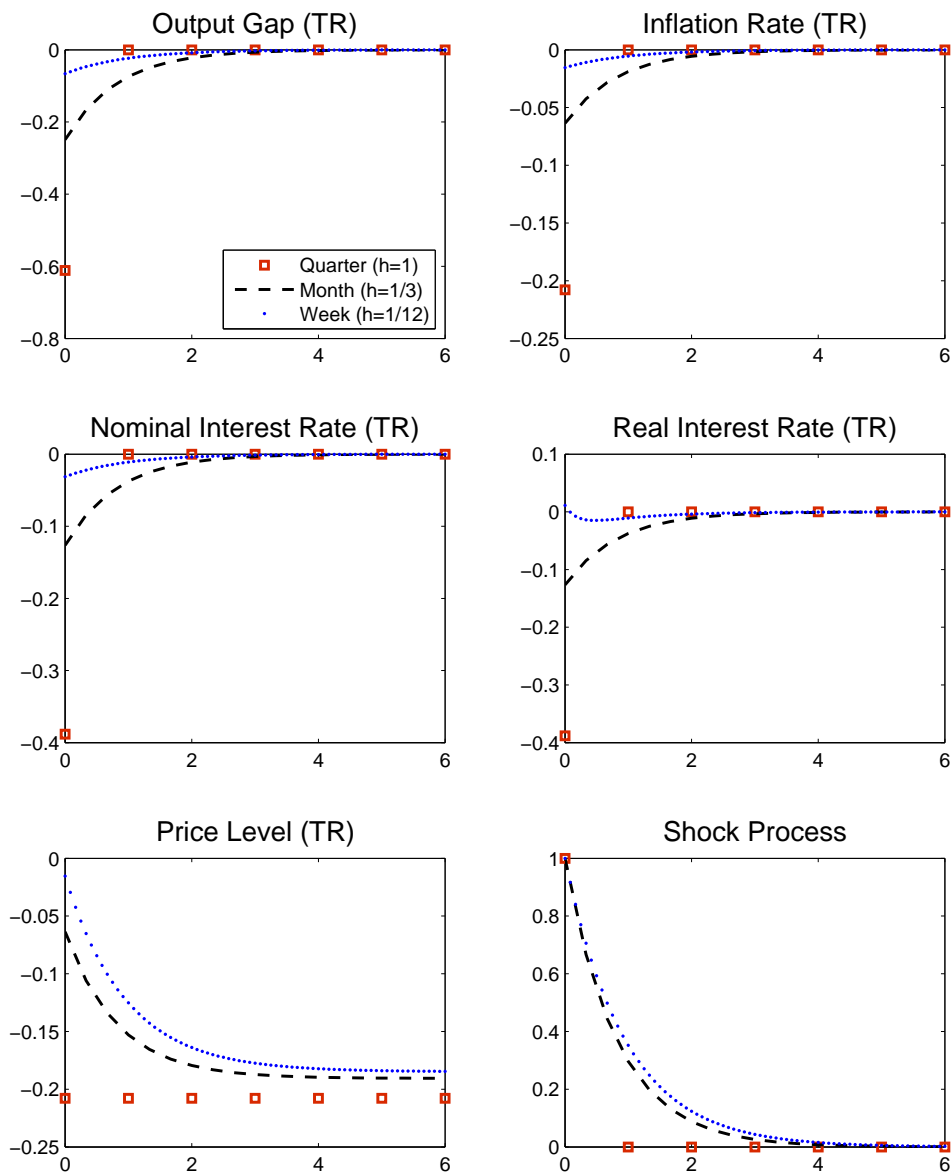 Output Gap (TR)
0
−0.2
−0.4
−0.6
−0.8
0 2 4 6
Quarter (h=1)
Month (h=1/3)
Week (h=1/12)
Inflation Rate (TR)
0
−0.05
−0.1
−0.15
−0.2
−0.25
0 2 4 6
Nominal Interest Rate (TR)
0
−0.1
−0.2
−0.3
−0.4
0 2 4 6
Real Interest Rate (TR)
0.1
0
−0.1
−0.2
−0.3
−0.4
0 2 4 6
Price Level (TR)
0
−0.05
−0.1
−0.15
−0.2
−0.25
0 2 4 6
Shock Process
1
0.8
0.6
0.4
0.2
0
0 2 4 6